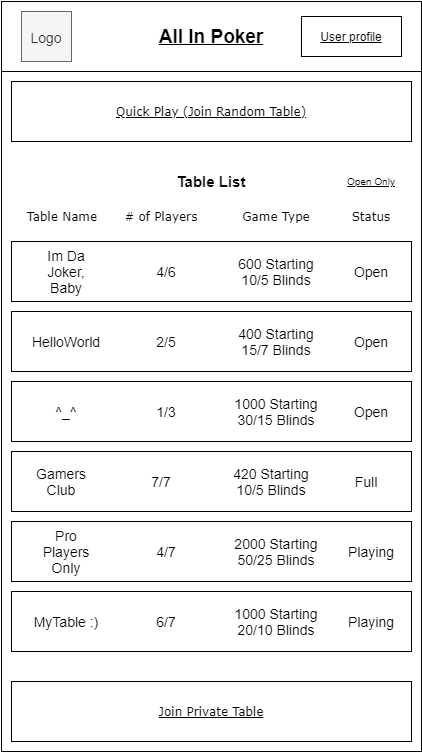 Logo
All In Poker
User profile
Quick Play (Join Random Table)
Table List
Open Only
Table Name # of Players Game Type Status
Im Da
Joker,
Baby
4/6
600 Starting
10/5 Blinds
Open
HelloWorld
2/5
400 Starting
15/7 Blinds
Open
^_^
1/3
1000 Starting
30/15 Blinds
Open
Gamers
Club
7/7
420 Starting
10/5 Blinds
Full
Pro
Players
Only
4/7
2000 Starting
50/25 Blinds
Playing
MyTable :)
6/7
1000 Starting
20/10 Blinds
Playing
Join Private Table